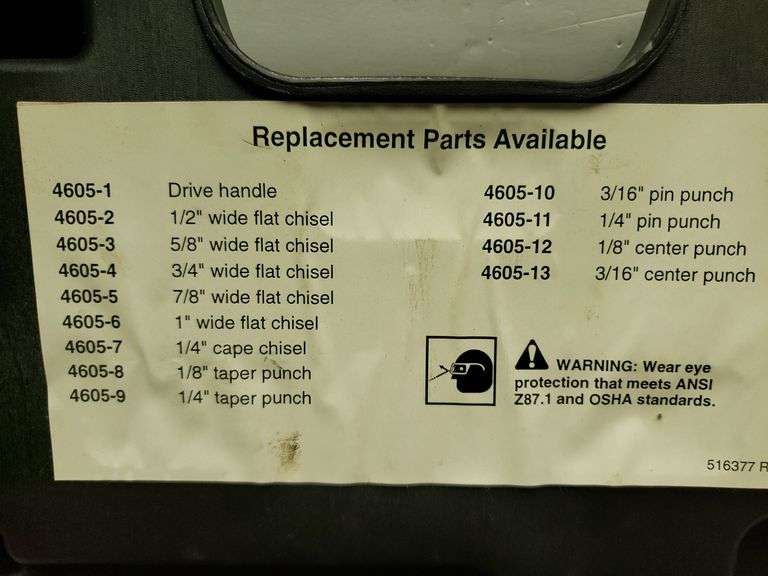 Replacement Parts Available
4605-1 Drive handle
4605-2 1/2" wide flat chisel
4605-3 5/8" wide flat chisel
4605-4 3/4" wide flat chisel
4605-5 7/8" wide flat chisel
4605-6 1" wide flat chisel
4605-7 1/4" cape chisel
4605-8 1/8" taper punch
4605-9 1/4" taper punch
4605-10 3/16" pin punch
4605-11 1/4" pin punch
4605-12 1/8" center punch
4605-13 3/16" center punch
WARNING: Wear eye
protection that meets ANSI
Z87.1 and OSHA standards.
516377 R